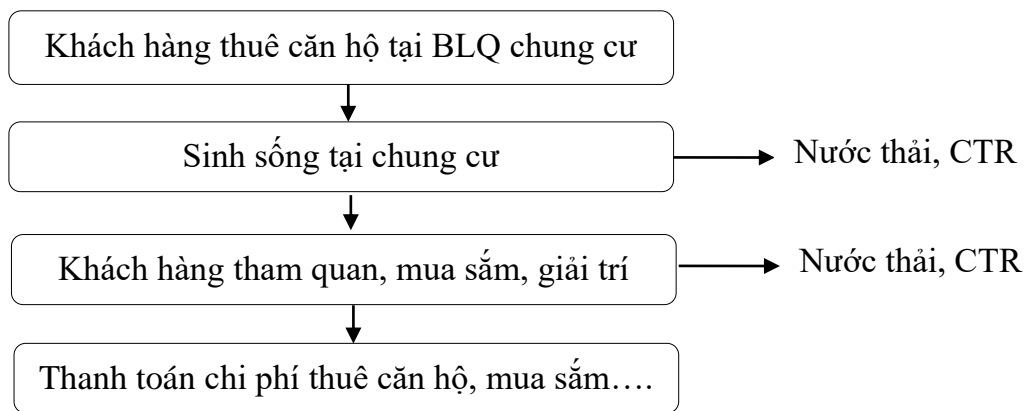 Khách hàng thuê căn hộ tại BLQ chung cư
Sinh sống tại chung cư
Nước thải, CTR
Khách hàng tham quan, mua sắm, giải trí
Nước thải, CTR
Thanh toán chi phí thuê căn hộ, mua sắm….